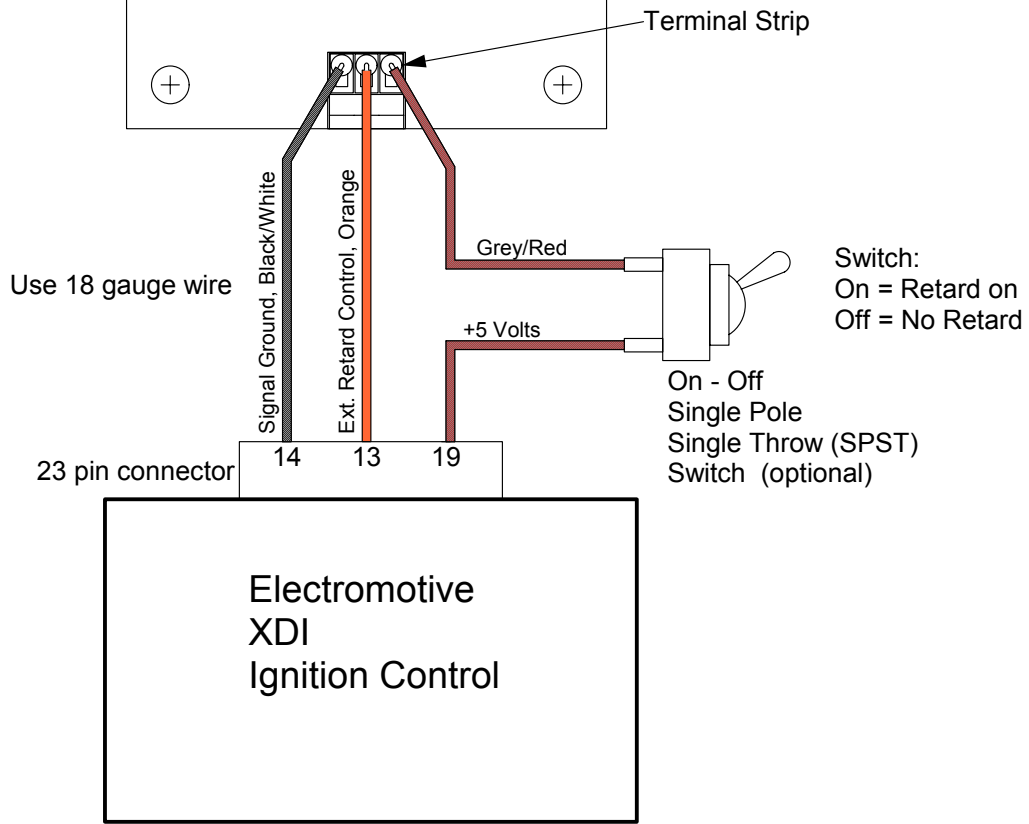 Terminal Strip
Signal Ground, Black/White
Ext. Retard Control, Orange
Grey/Red
Switch:
On = Retard on
Off = No Retard
Use 18 gauge wire
+5 Volts
On - Off
Single Pole
Single Throw (SPST)
Switch (optional)
23 pin connector
14
13
19
Electromotive
XDI
Ignition Control